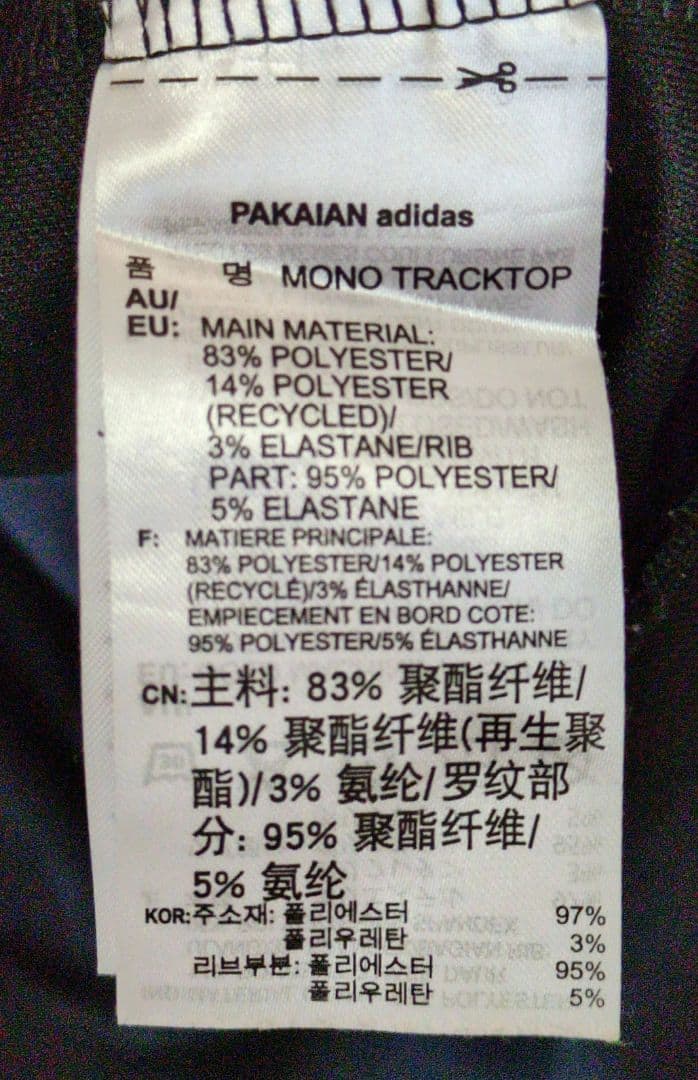 PAKAIAN adidas
품 명 MONO TRACKTOP
AU/
EU: MAIN MATERIAL:
83% POLYESTER/
14% POLYESTER
(RECYCLED)/
3% ELASTANE/RIB
PART: 95% POLYESTER/
5% ELASTANE
F: MATIERE PRINCIPALE:
83% POLYESTER/14% POLYESTER
(RECYCLÉ)/3% ÉLASTHANNE/
EMPIECEMENT EN BORD COTE:
95% POLYESTER/5% ÉLASTHANNE
CN: 主料: 83% 聚酯纤维/
14% 聚酯纤维(再生聚
酯)/3% 氨纶/罗纹部
分: 95% 聚酯纤维/
5% 氨纶
KOR: 주소재: 폴리에스터 97%
폴리우레탄 3%
리브부분: 폴리에스터 95%
폴리우레탄 5%